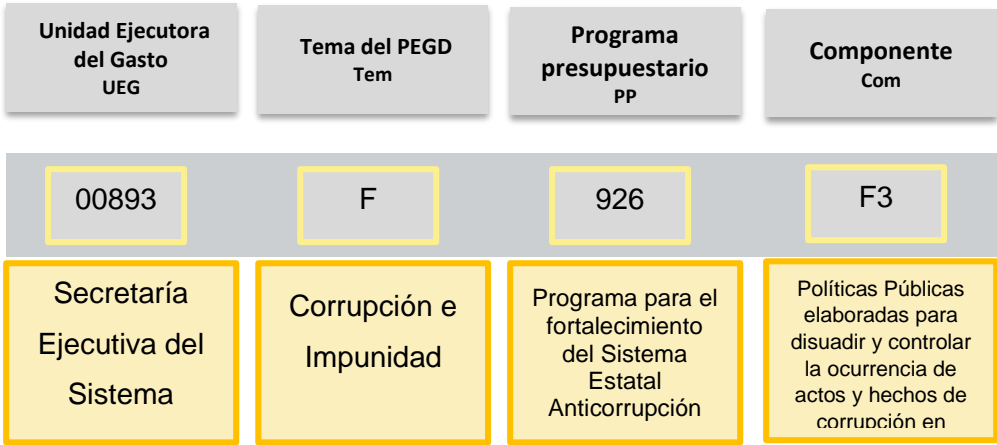 Unidad Ejecutora
del Gasto
UEG
Tema del PEGD
Tem
Programa
presupuestario
PP
Componente
Com
00893
F
926
F3
Secretaría
Ejecutiva del
Sistema
Corrupción e
Impunidad
Programa para el
fortalecimiento
del Sistema
Estatal
Anticorrupción
Políticas Públicas
elaboradas para
disuadir y controlar
la ocurrencia de
actos y hechos de
corrupción en